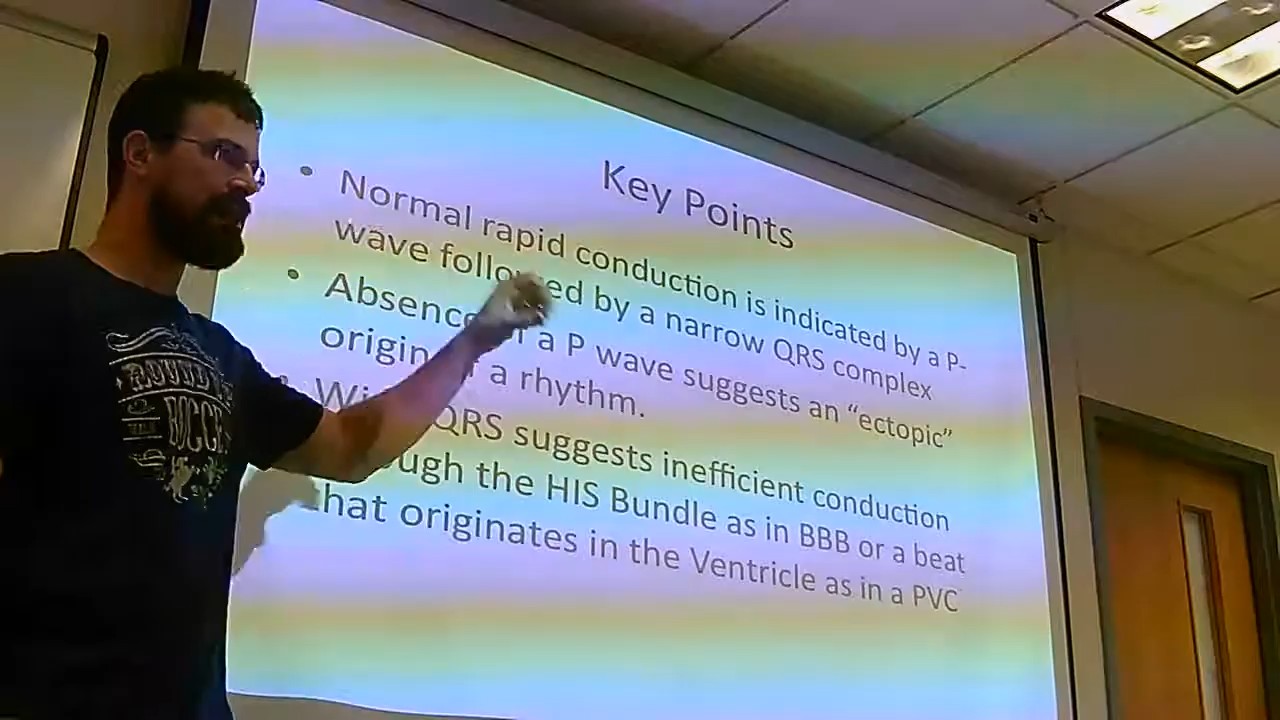 Key Points
• Normal rapid conduction is indicated by a P-
wave followed by a narrow QRS complex
• Absence of a P wave suggests an “ectopic”
origin of a rhythm.
QRS suggests inefficient conduction
the HIS Bundle as in BBB or a beat
that originates in the Ventricle as in a PVC
BOCCE